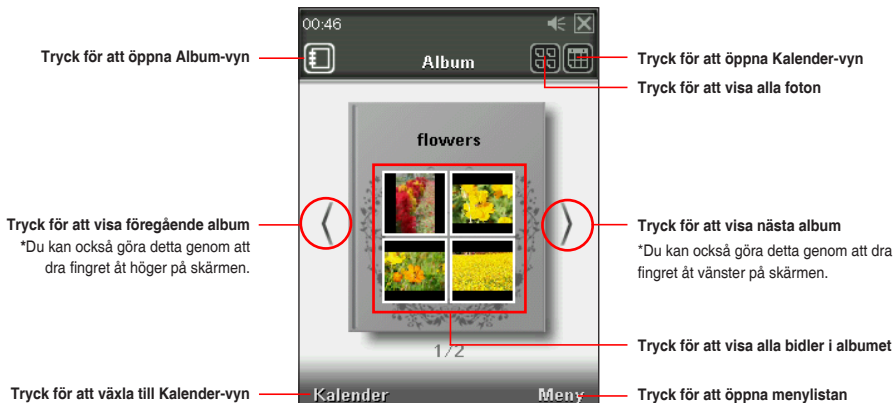 00:46
Tryck för att öppna Album-vyn
Album
Tryck för att öppna Kalender-vyn
Tryck för att visa alla foton
flowers
Tryck för att visa föregående album
*Du kan också göra detta genom att
dra fingret åt höger på skärmen.
Tryck för att visa nästa album
*Du kan också göra detta genom att dra
fingret åt vänster på skärmen.
1/2
Tryck för att visa alla bidler i albumet
Tryck för att växla till Kalender-vyn
Kalender
Meny
Tryck för att öppna menylistan